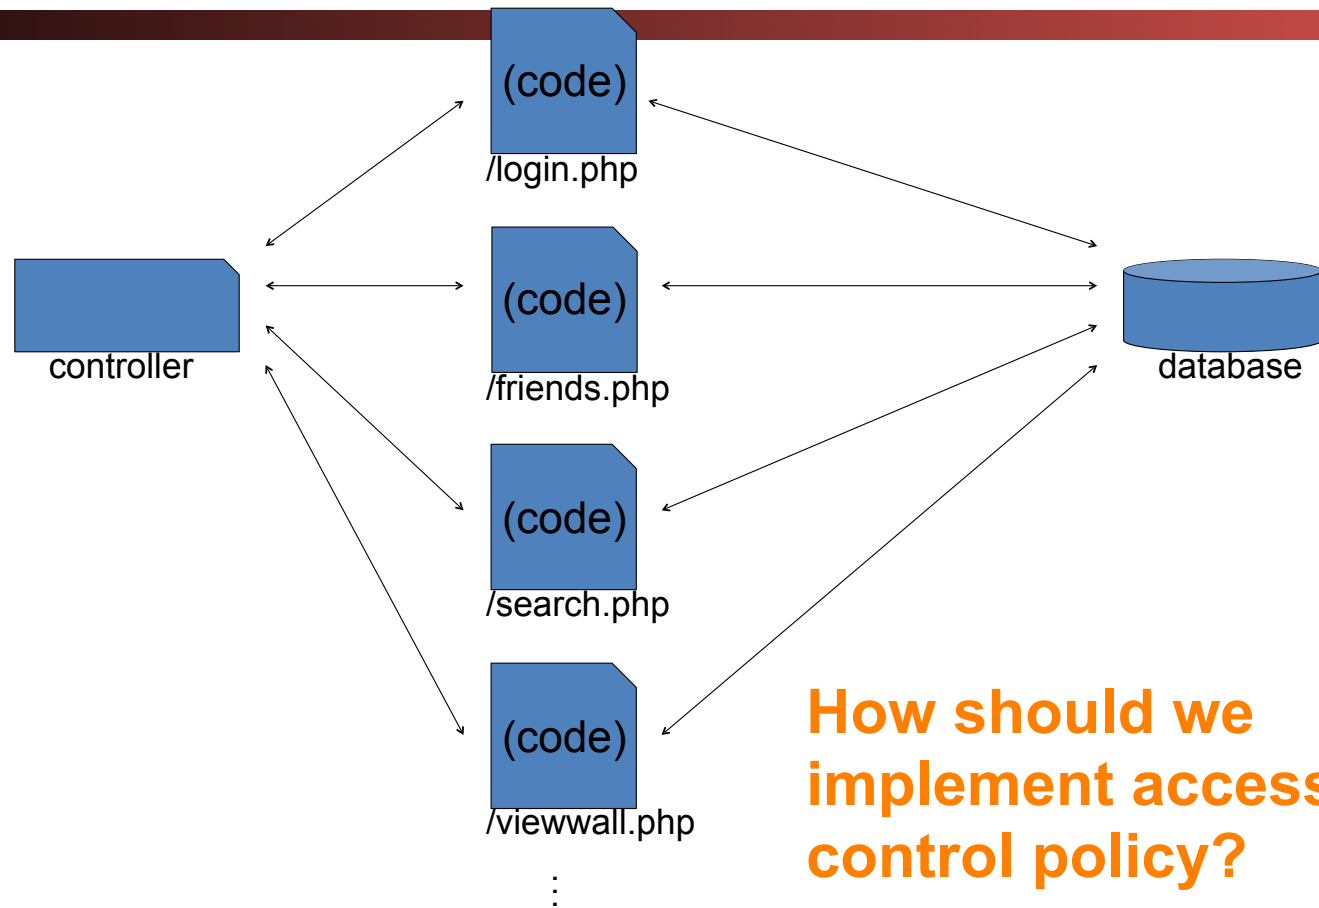 (code)
/login.php
(code)
controller
/friends.php
database
(code)
/search.php
(code)
/viewwall.php
How should we
implement access
control policy?
⋮